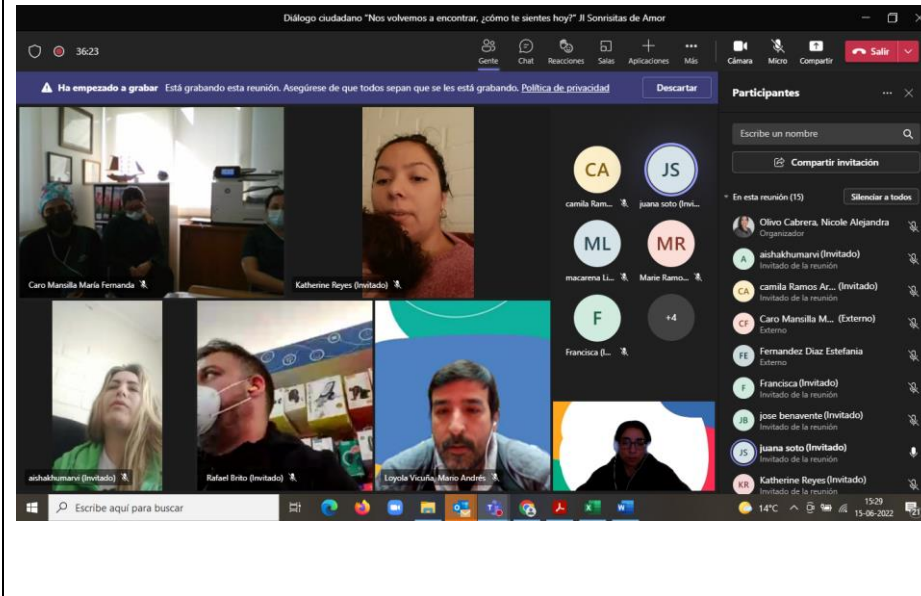 Diálogo ciudadano "Nos volvemos a encontrar, ¿cómo te sientes hoy?" JI Sonrisitas de Amor
36:23
Gente
Chat
Reacciones
Salas
Aplicaciones
Más
Cámara
Micro
Compartir
Salir
Ha empezado a grabar Está grabando esta reunión. Asegúrese de que todos sepan que se les está grabando. Política de privacidad
Descartar
Caro Mansilla María Fernanda
Katherine Reyes (Invitado)
aishakhumarvi (Invitado)
Rafael Brito (Invitado)
Loyola Vicuña, Mario Andrés
CA
camila Ram...
JS
juana soto (Invi...
ML
macarena Li...
MR
Marie Ramo...
F
Francisca (I...
+4
Participantes
Escribe un nombre
Compartir invitación
En esta reunión (15)
Silenciar a todos
Olivo Cabrera, Nicole Alejandra
Organizador
A
aishakhumarvi (Invitado)
Invitado de la reunión
CA
camila Ramos Ar... (Invitado)
Invitado de la reunión
CF
Caro Mansilla M... (Externo)
Externo
FE
Fernandez Diaz Estefania
Externo
F
Francisca (Invitado)
Invitado de la reunión
JB
jose benavente (Invitado)
Invitado de la reunión
JS
juana soto (Invitado)
Invitado de la reunión
KR
Katherine Reyes (Invitado)
Invitado de la reunión
Escribe aquí para buscar
14°C
15:29
15-06-2022
21